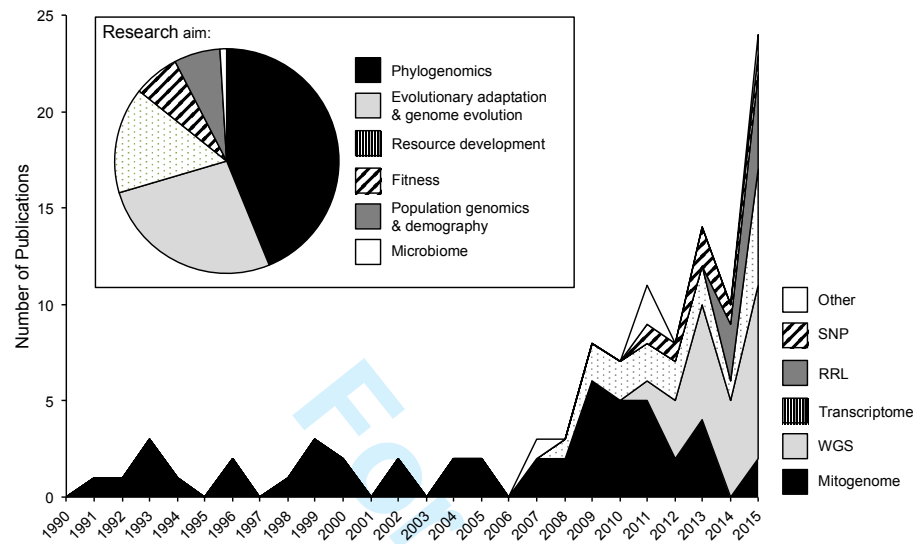 25
20
15
10
5
0
Number of Publications
Research aim:
Phylogenomics
Evolutionary adaptation
& genome evolution
Resource development
Fitness
Population genomics
& demography
Microbiome
Other
SNP
RRL
Transcriptome
WGS
Mitogenome
For
1990 1991 1992 1993 1994 1995 1996 1997 1998 1999 2000 2001 2002 2003 2004 2005 2006 2007 2008 2009 2010 2011 2012 2013 2014 2015